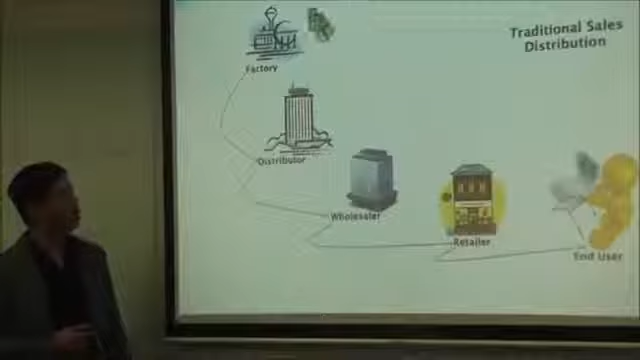 Traditional Sales
Distribution
Factory
Distributor
Wholesaler
Retailer
End User